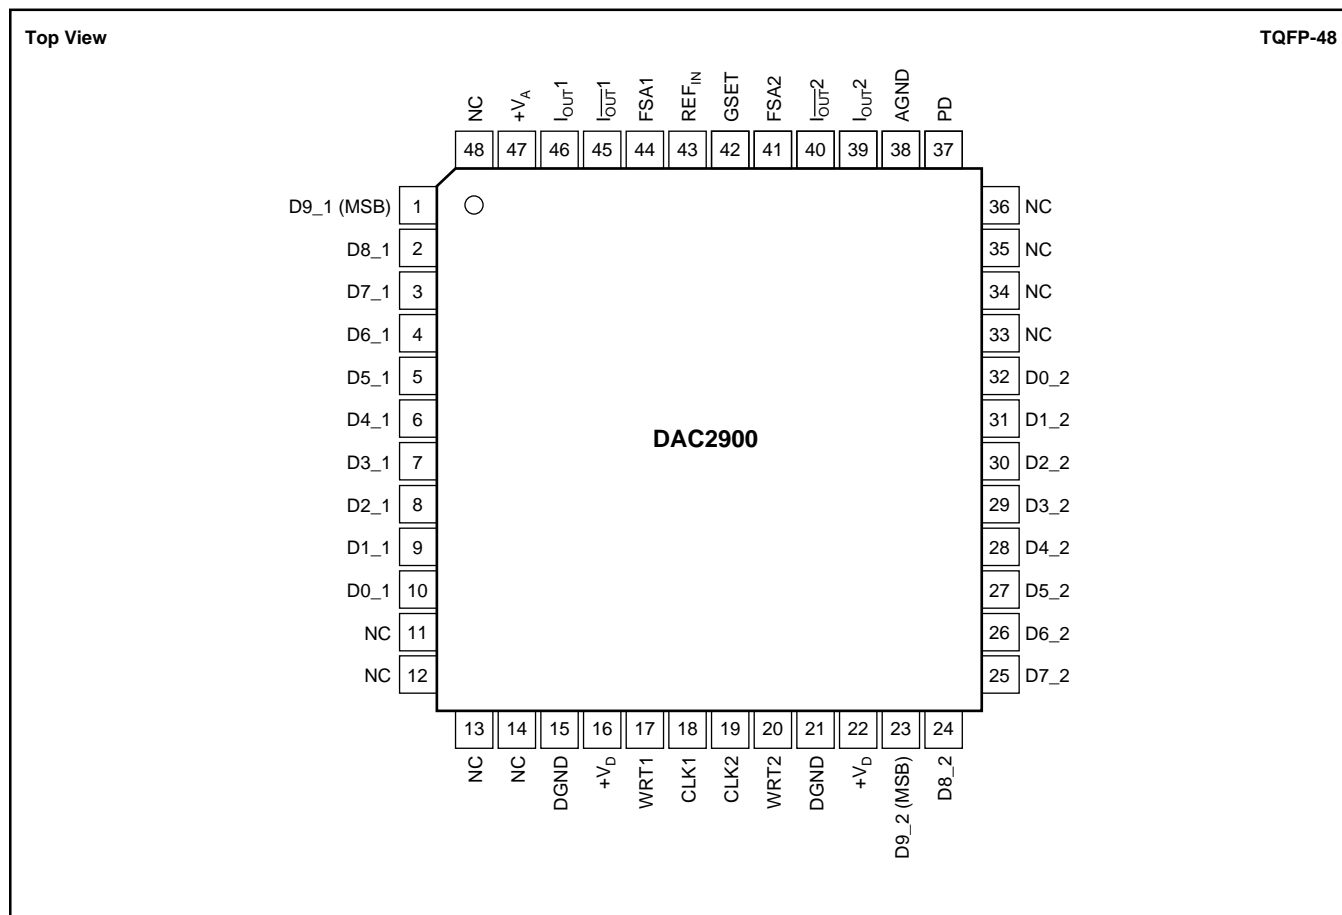 Top View
TQFP-48
NC
+VA
IOUT1
I̅O̅U̅T̅1
FSA1
REFIN
GSET
FSA2
I̅O̅U̅T̅2
IOUT2
AGND
PD
48 47 46 45 44 43 42 41 40 39 38 37
D9_1 (MSB) 1
D8_1 2
D7_1 3
D6_1 4
D5_1 5
D4_1 6
D3_1 7
D2_1 8
D1_1 9
D0_1 10
NC 11
NC 12
DAC2900
36 NC
35 NC
34 NC
33 NC
32 D0_2
31 D1_2
30 D2_2
29 D3_2
28 D4_2
27 D5_2
26 D6_2
25 D7_2
13 14 15 16 17 18 19 20 21 22 23 24
NC
NC
DGND
+VD
WRT1
CLK1
CLK2
WRT2
DGND
+VD
D9_2 (MSB)
D8_2